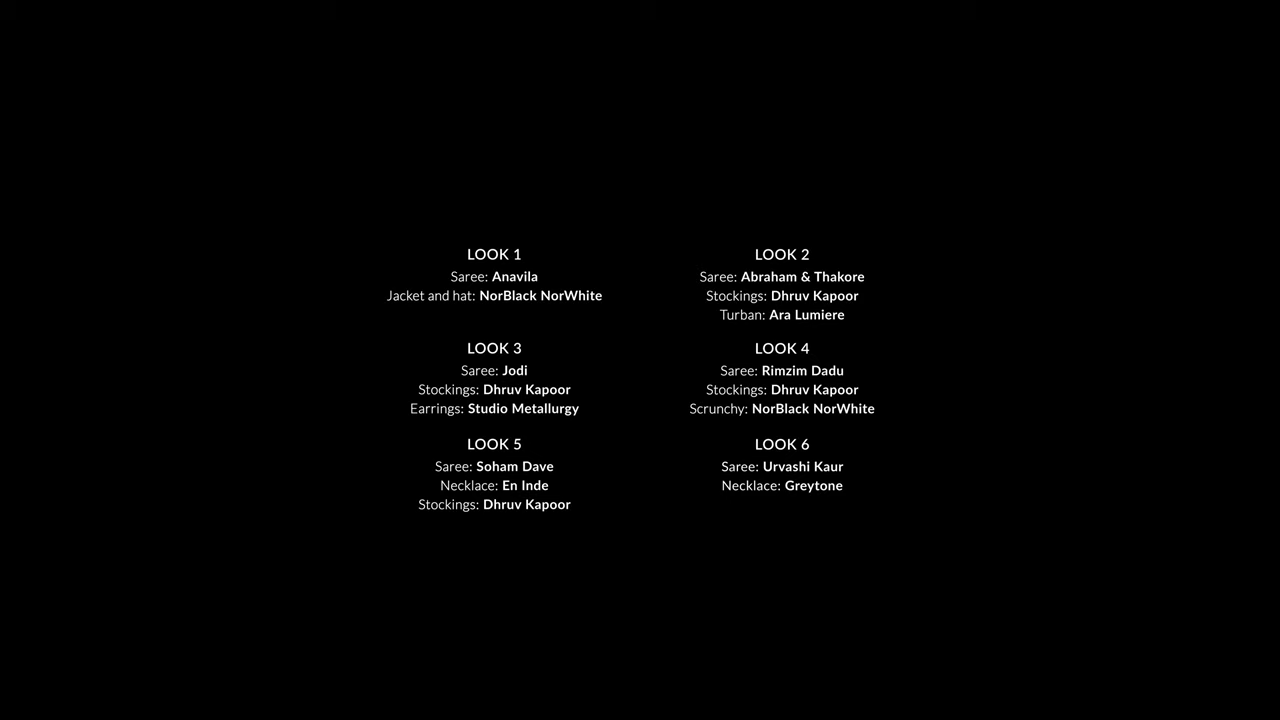 LOOK 1
Saree: Anavila
Jacket and hat: NorBlack NorWhite
LOOK 2
Saree: Abraham & Thakore
Stockings: Dhruv Kapoor
Turban: Ara Lumiere
LOOK 3
Saree: Jodi
Stockings: Dhruv Kapoor
Earrings: Studio Metallurgy
LOOK 4
Saree: Rimzim Dadu
Stockings: Dhruv Kapoor
Scrunchy: NorBlack NorWhite
LOOK 5
Saree: Soham Dave
Necklace: En Inde
Stockings: Dhruv Kapoor
LOOK 6
Saree: Urvashi Kaur
Necklace: Greytone